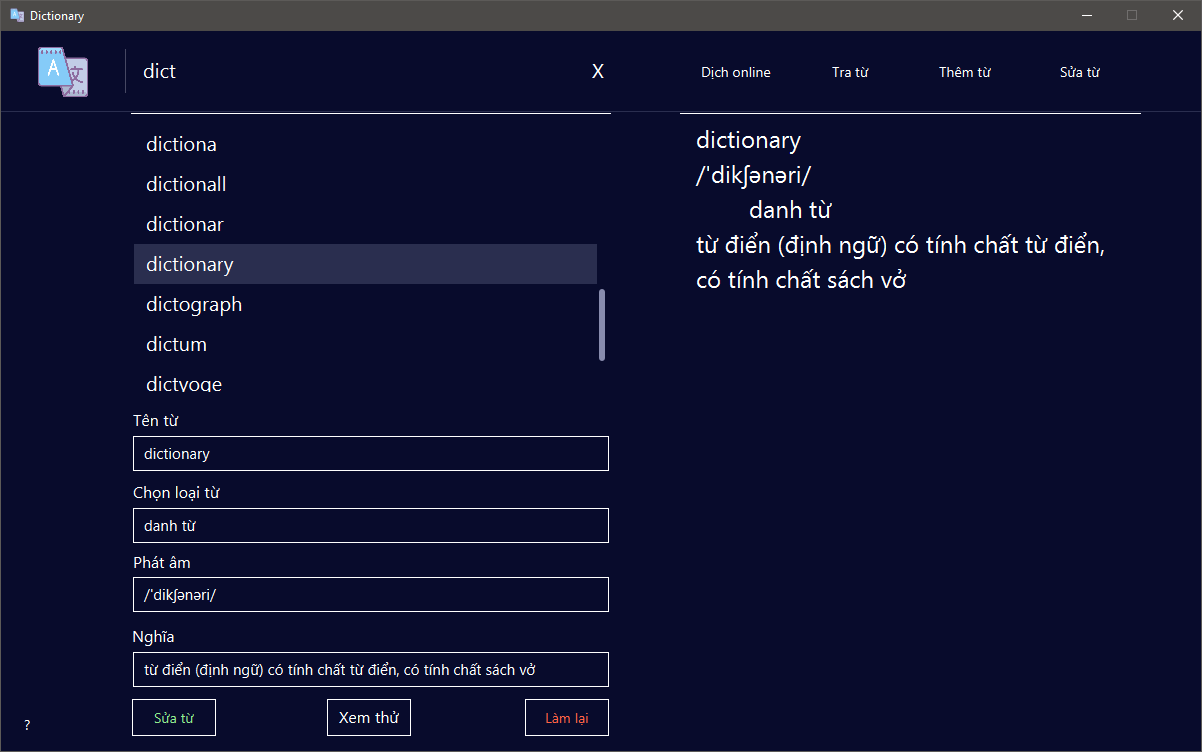 Dictionary
A 文
dict
X
Dịch online
Tra từ
Thêm từ
Sửa từ
dictiona
dictionall
dictionar
dictionary
dictograph
dictum
dictyoge
Tên từ
dictionary
Chọn loại từ
danh từ
Phát âm
/'dikʃənəri/
Nghĩa
từ điển (định ngữ) có tính chất từ điển, có tính chất sách vở
Sửa từ
Xem thử
Làm lại
?
dictionary
/'dikʃənəri/
danh từ
từ điển (định ngữ) có tính chất từ điển,
có tính chất sách vở